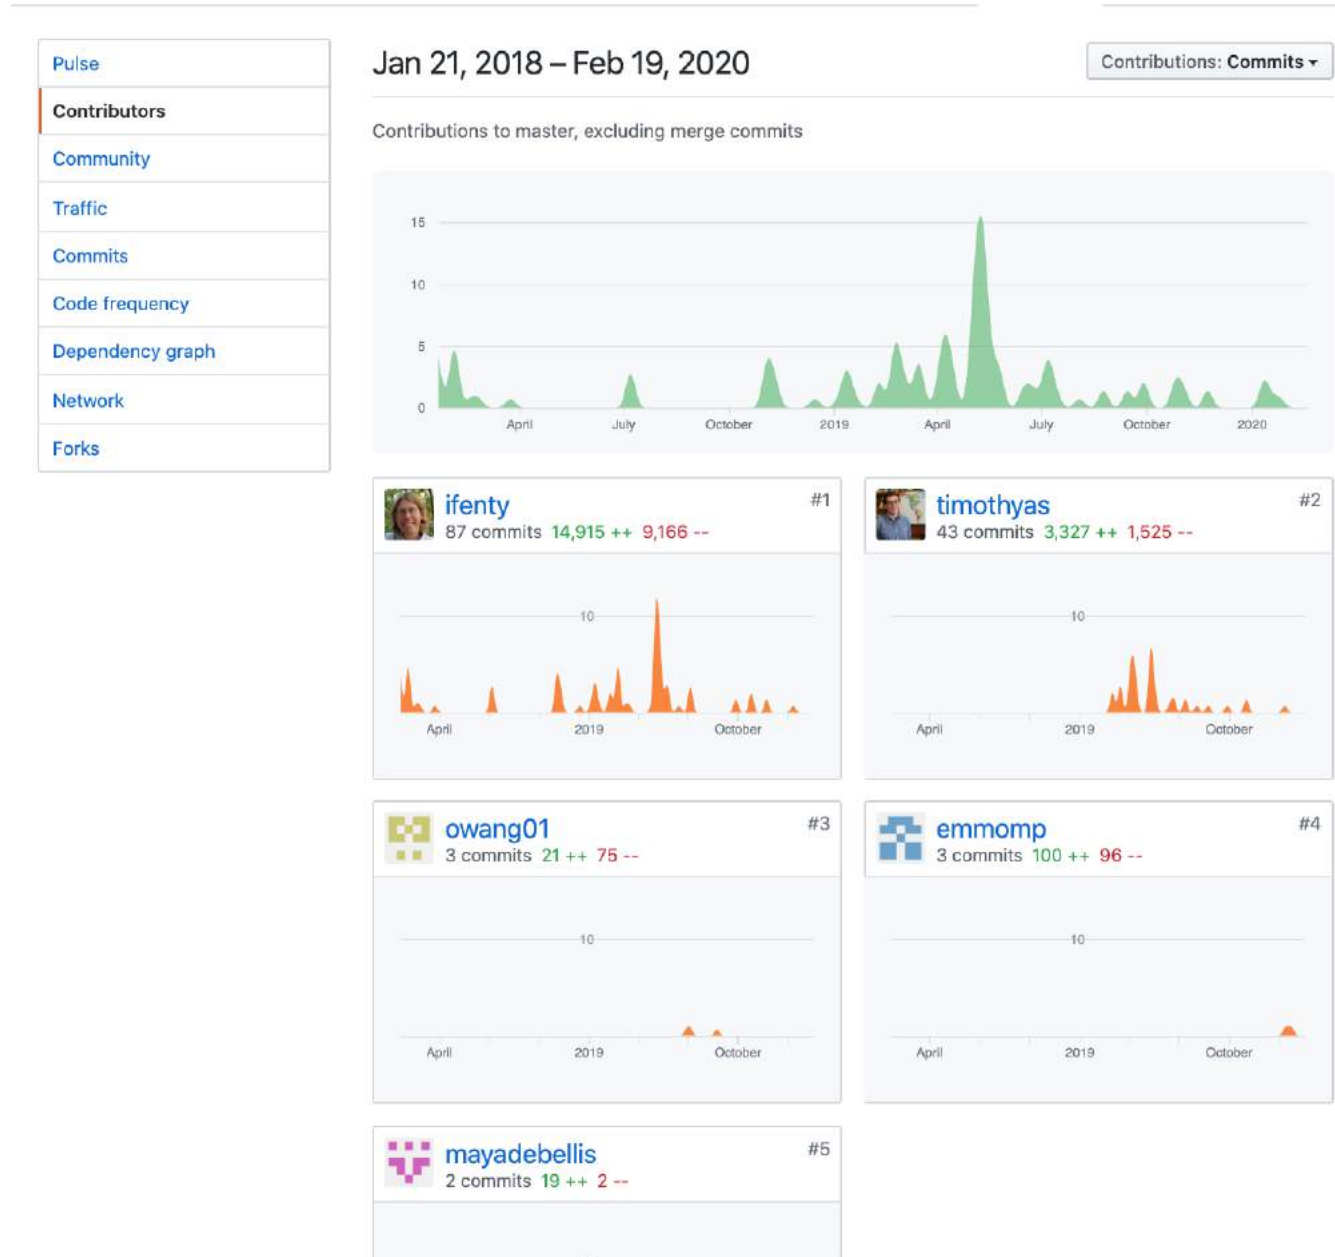 Pulse
Contributors
Community
Traffic
Commits
Code frequency
Dependency graph
Network
Forks
Jan 21, 2018 – Feb 19, 2020
Contributions: Commits
Contributions to master, excluding merge commits
15
10
5
0
April July October 2019 April July October 2020
ifenty #1
87 commits 14,915 ++ 9,166 --
10
April 2019 October
timothyas #2
43 commits 3,327 ++ 1,525 --
10
April 2019 October
owang01 #3
3 commits 21 ++ 75 --
10
April 2019 October
emmomp #4
3 commits 100 ++ 96 --
10
April 2019 October
mayadebellis #5
2 commits 19 ++ 2 --